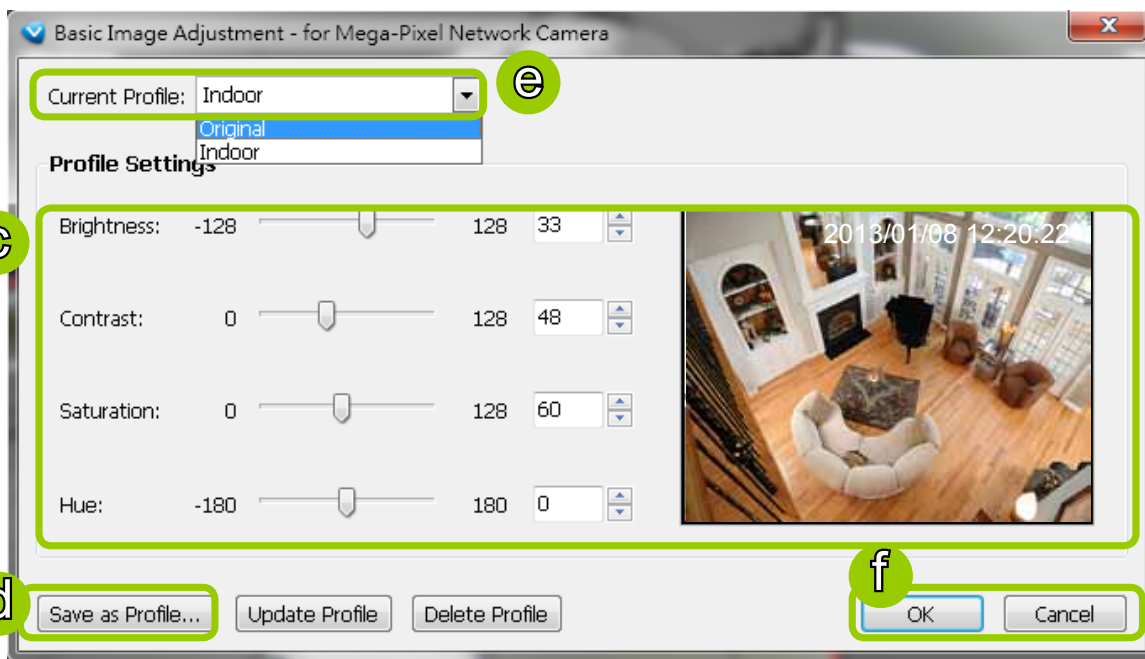 Basic Image Adjustment - for Mega-Pixel Network Camera
x
Current Profile: Indoor
e
Original
Indoor
Profile Settings
c
Brightness: -128 128 33
2013/01/08 12:20:22
Contrast: 0 128 48
Saturation: 0 128 60
Hue: -180 180 0
f
d
Save as Profile... Update Profile Delete Profile OK Cancel